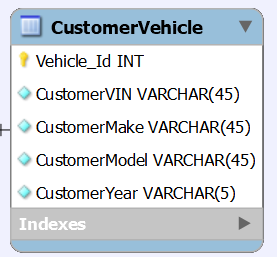 CustomerVehicle
Vehicle_Id INT
CustomerVIN VARCHAR(45)
CustomerMake VARCHAR(45)
CustomerModel VARCHAR(45)
CustomerYear VARCHAR(5)
Indexes